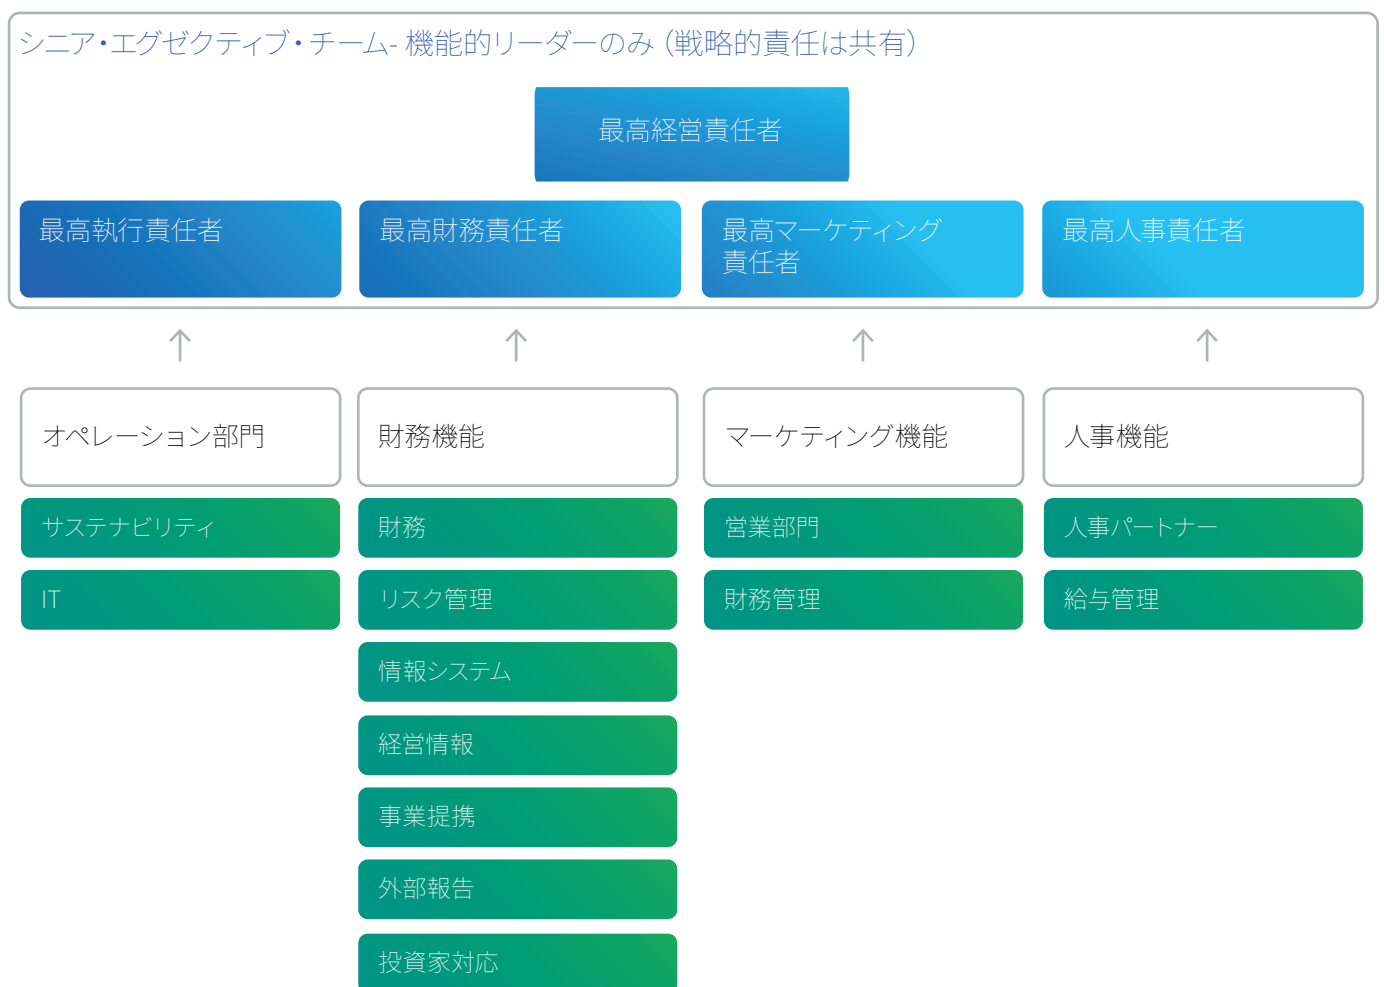 シニア・エグゼクティブ・チーム- 機能的リーダーのみ（戦略的責任は共有）
最高経営責任者
最高執行責任者
最高財務責任者
最高マーケティング
責任者
最高人事責任者
オペレーション部門
財務機能
マーケティング機能
人事機能
サステナビリティ
財務
営業部門
人事パートナー
IT
リスク管理
財務管理
給与管理
情報システム
経営情報
事業提携
外部報告
投資家対応